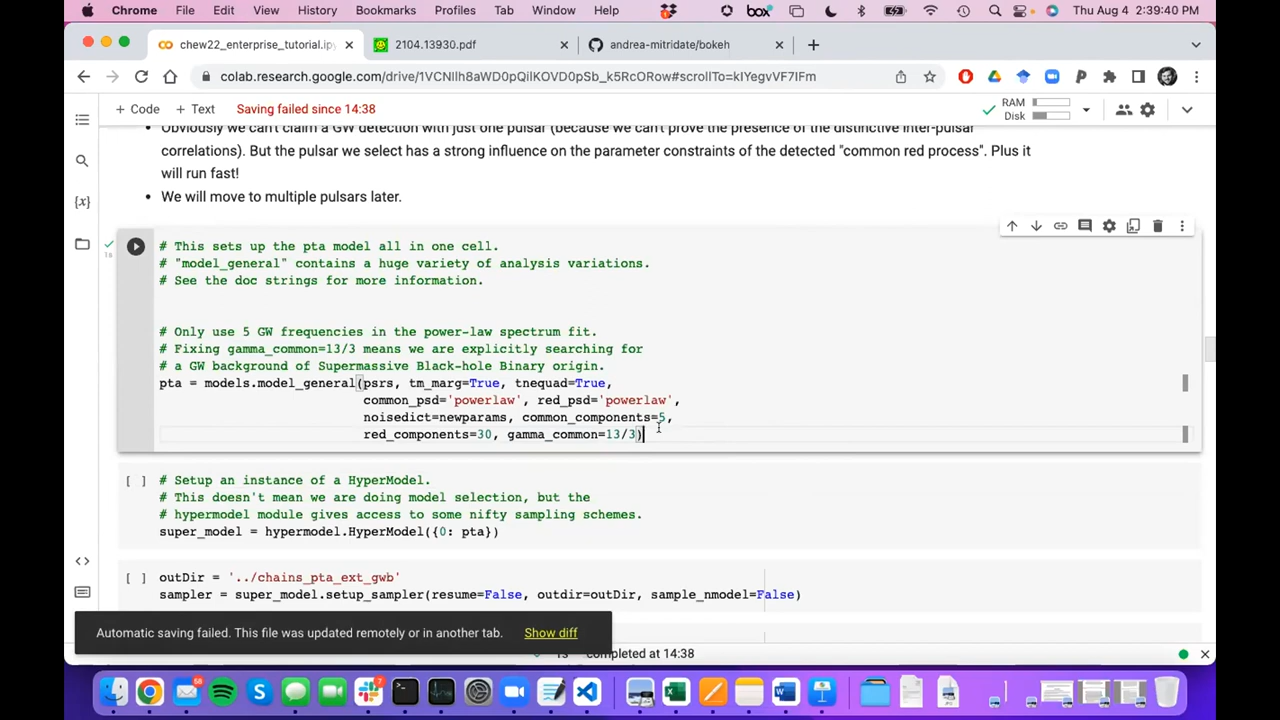 Chrome File Edit View History Bookmarks Profiles Tab Window Help box Thu Aug 4 2:39:40 PM
chew22_enterprise_tutorial.ipy 2104.13930.pdf andrea-mitridate/bokeh
colab.research.google.com/drive/1VCNllh8aWD0pQilKOVD0pSb_k5RcORow#scrollTo=kIYegvVF7IFm
+ Code + Text Saving failed since 14:38 RAM Disk
Obviously we can't claim a GW detection with just one pulsar (because we can't prove the presence of the distinctive inter-pulsar
correlations). But the pulsar we select has a strong influence on the parameter constraints of the detected "common red process". Plus it
will run fast!
We will move to multiple pulsars later.
# This sets up the pta model all in one cell.
1s
# "model_general" contains a huge variety of analysis variations.
# See the doc strings for more information.
# Only use 5 GW frequencies in the power-law spectrum fit.
# Fixing gamma_common=13/3 means we are explicitly searching for
# a GW background of Supermassive Black-hole Binary origin.
pta = models.model_general(psrs, tm_marg=True, tnequad=True,
common_psd='powerlaw', red_psd='powerlaw',
noisedict=newparams, common_components=5,
red_components=30, gamma_common=13/3)
[ ] # Setup an instance of a HyperModel.
# This doesn't mean we are doing model selection, but the
# hypermodel module gives access to some nifty sampling schemes.
super_model = hypermodel.HyperModel({0: pta})
[ ] outDir = '../chains_pta_ext_gwb'
sampler = super_model.setup_sampler(resume=False, outdir=outDir, sample_nmodel=False)
Automatic saving failed. This file was updated remotely or in another tab. Show diff
1s completed at 14:38